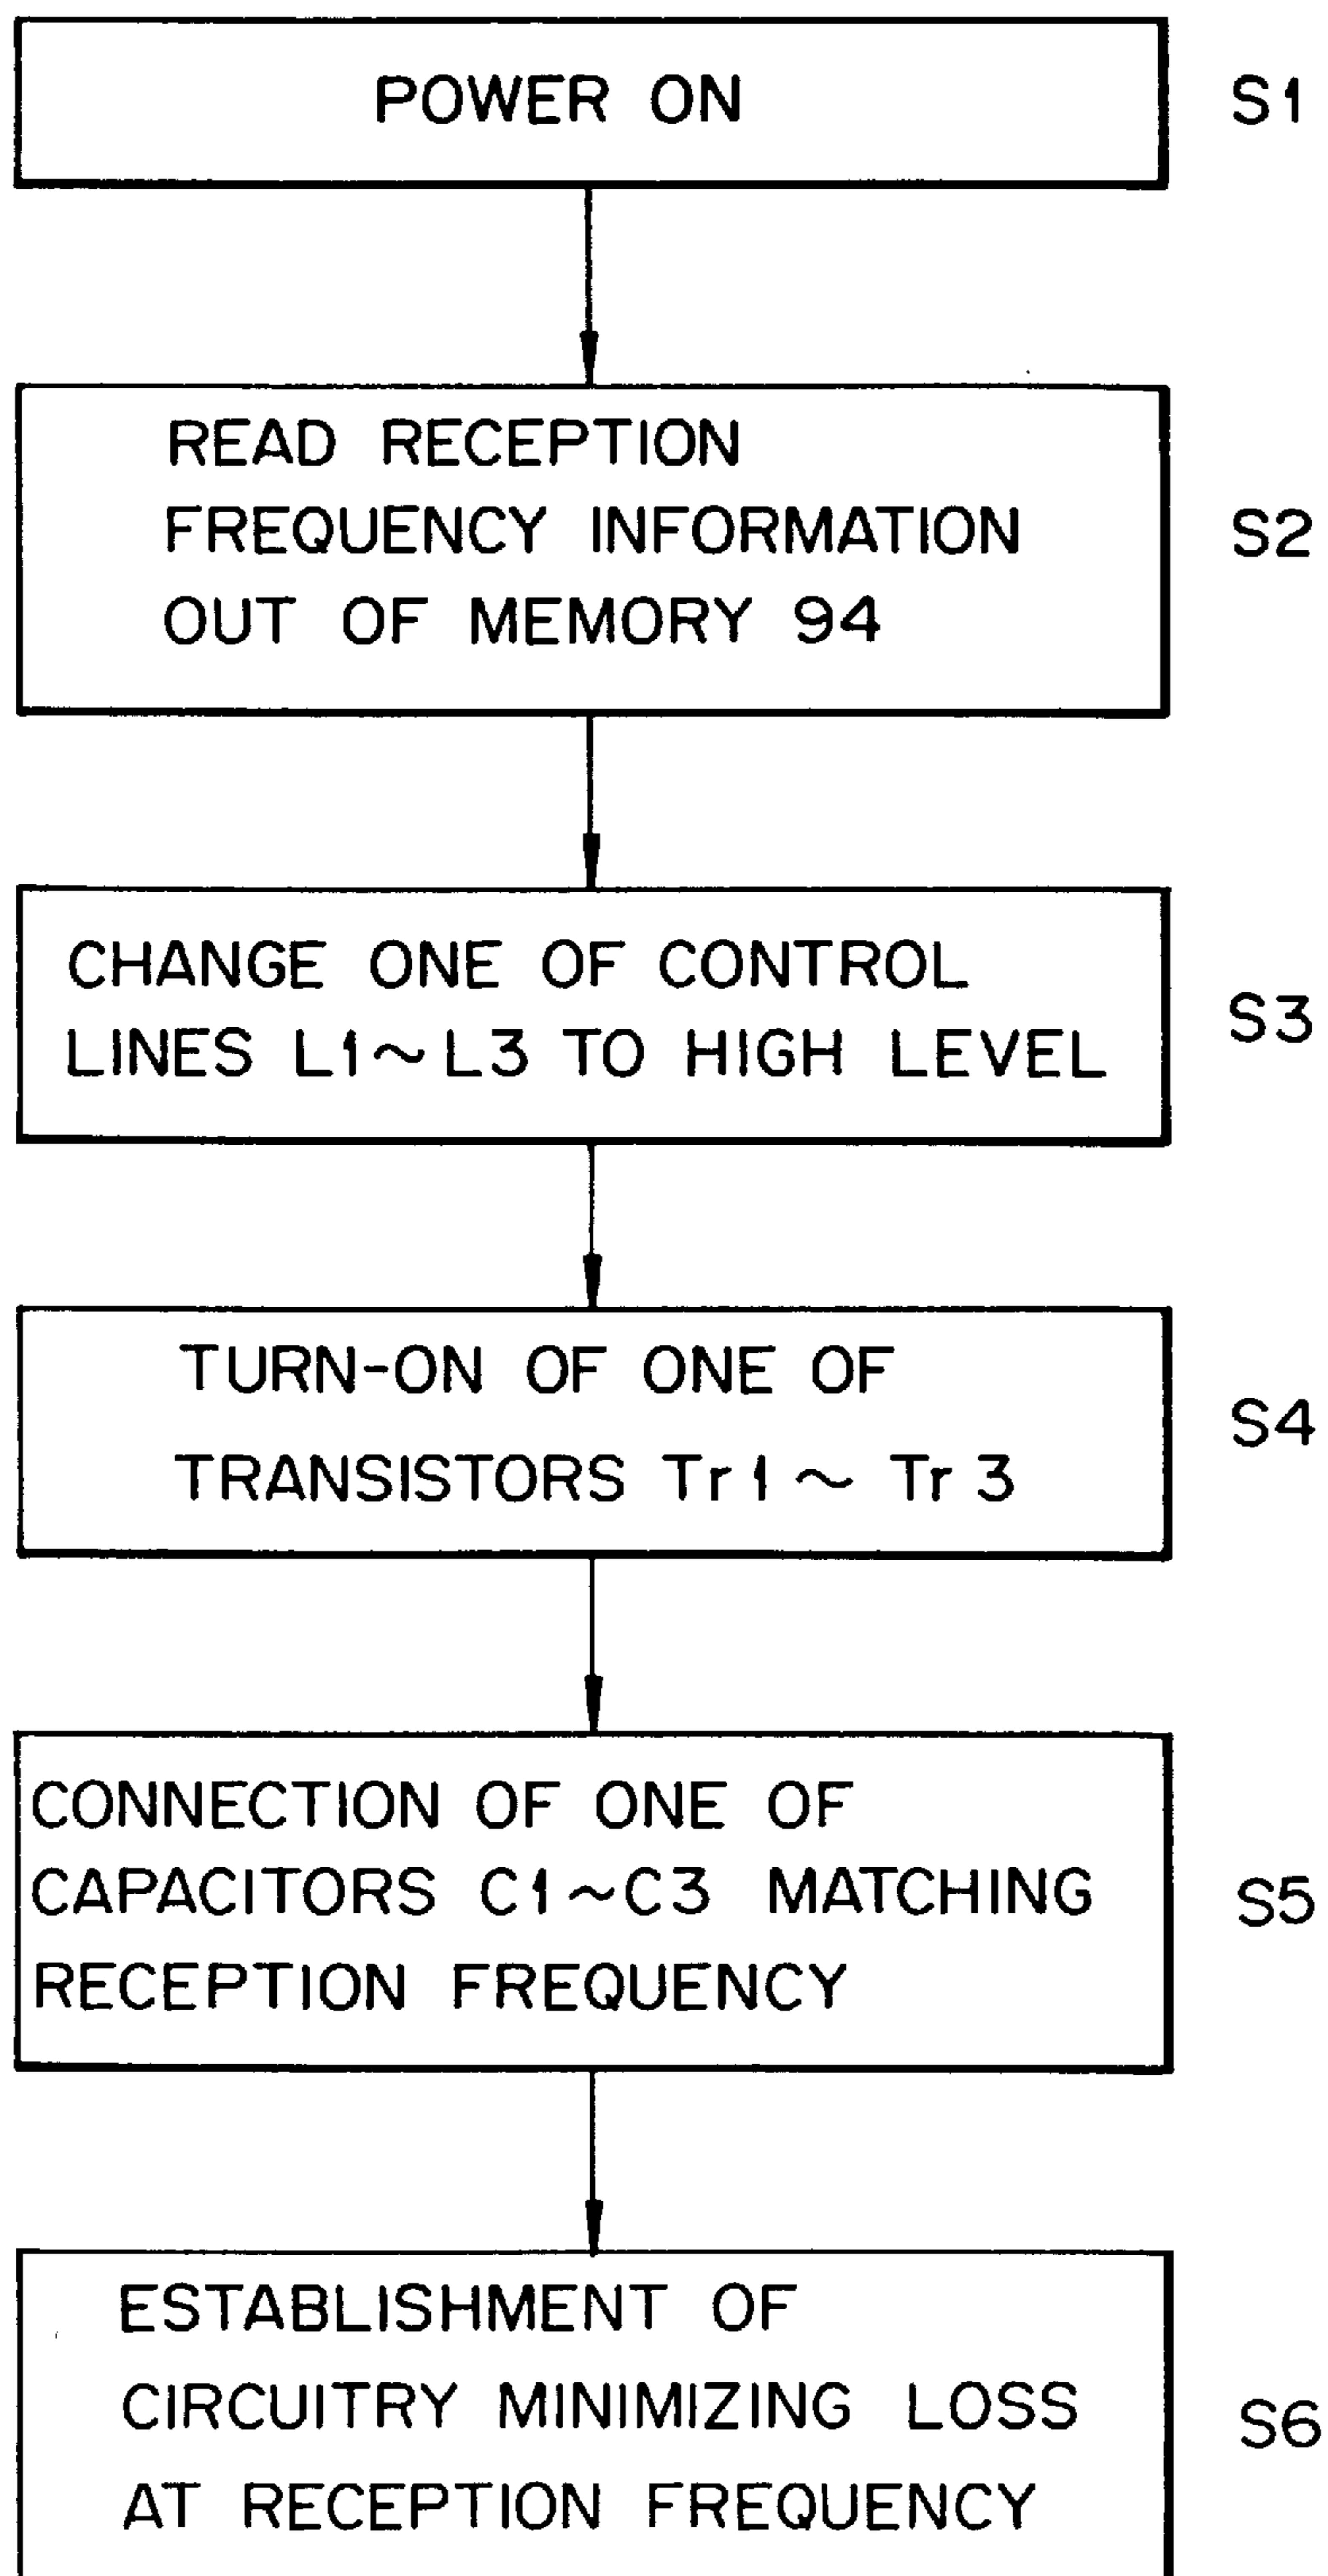 POWER ON
S1
READ RECEPTION
FREQUENCY INFORMATION
OUT OF MEMORY 94
S2
CHANGE ONE OF CONTROL
LINES L1~L3 TO HIGH LEVEL
S3
TURN-ON OF ONE OF
TRANSISTORS Tr1 ~ Tr3
S4
CONNECTION OF ONE OF
CAPACITORS C1~C3 MATCHING
RECEPTION FREQUENCY
S5
ESTABLISHMENT OF
CIRCUITRY MINIMIZING LOSS
AT RECEPTION FREQUENCY
S6